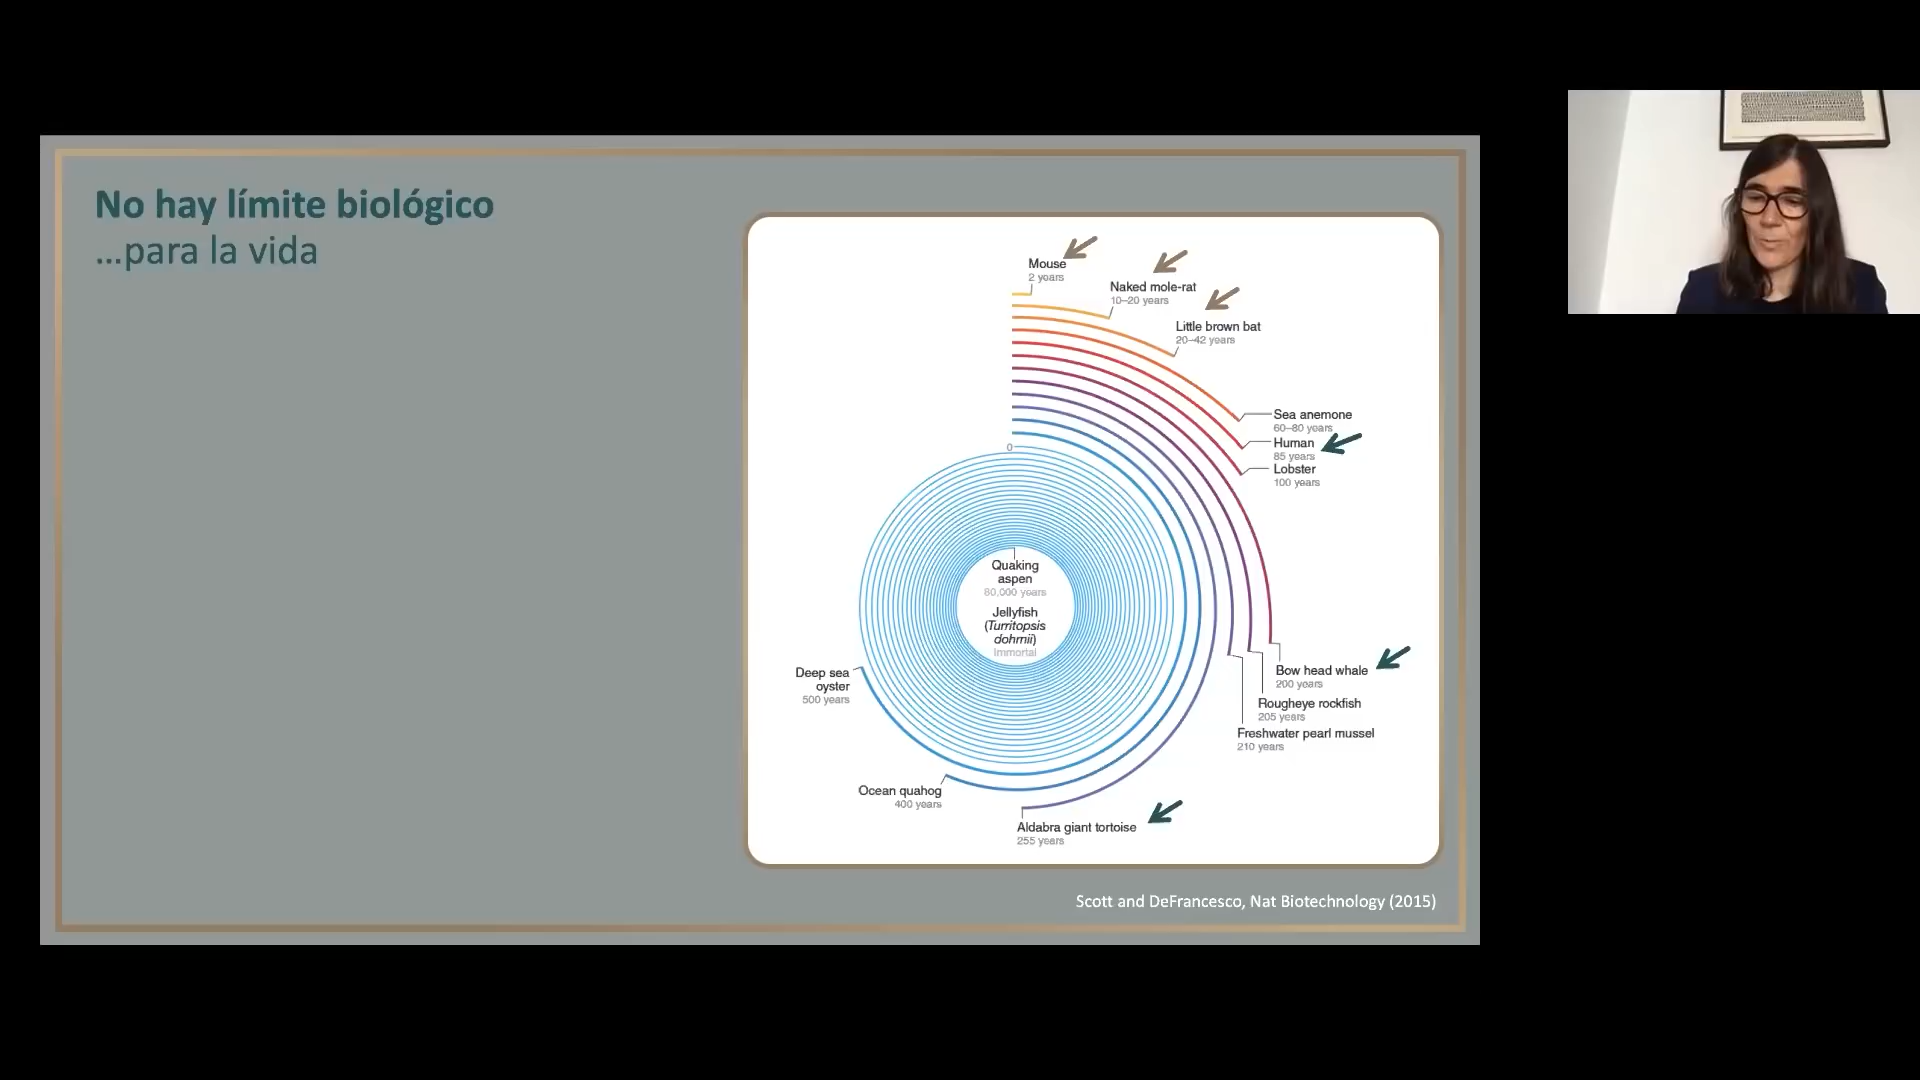 No hay límite biológico
...para la vida
Mouse
2 years
Naked mole-rat
10–20 years
Little brown bat
20–42 years
Sea anemone
60–80 years
Human
85 years
Lobster
100 years
0
Quaking
aspen
80,000 years
Jellyfish
(Turritopsis
dohrnii)
Immortal
Deep sea
oyster
500 years
Bow head whale
200 years
Rougheye rockfish
205 years
Freshwater pearl mussel
210 years
Ocean quahog
400 years
Aldabra giant tortoise
255 years
Scott and DeFrancesco, Nat Biotechnology (2015)